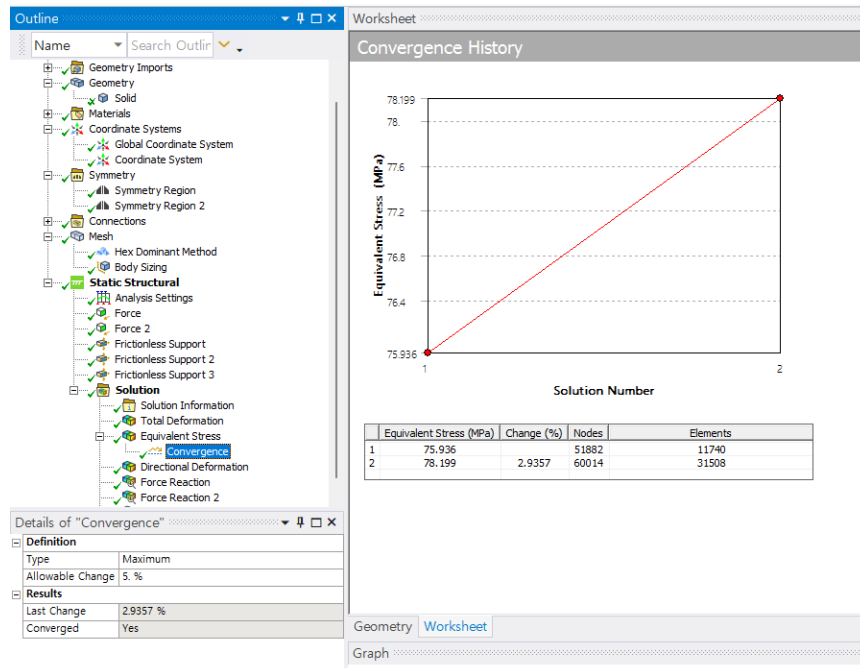 Outline
Name Search Outlir
Geometry Imports
Geometry
Solid
Materials
Coordinate Systems
Global Coordinate System
Coordinate System
Symmetry
Symmetry Region
Symmetry Region 2
Connections
Mesh
Hex Dominant Method
Body Sizing
Static Structural
Analysis Settings
Force
Force 2
Frictionless Support
Frictionless Support 2
Frictionless Support 3
Solution
Solution Information
Total Deformation
Equivalent Stress
Convergence
Directional Deformation
Force Reaction
Force Reaction 2
Details of "Convergence"
Definition
Type Maximum
Allowable Change 5. %
Results
Last Change 2.9357 %
Converged Yes
Worksheet
Convergence History
78.199
78.
77.6
77.2
76.8
76.4
75.936
Equivalent Stress (MPa)
1 2
Solution Number
Equivalent Stress (MPa) Change (%) Nodes Elements
1 75.936 51882 11740
2 78.199 2.9357 60014 31508
Geometry Worksheet
Graph